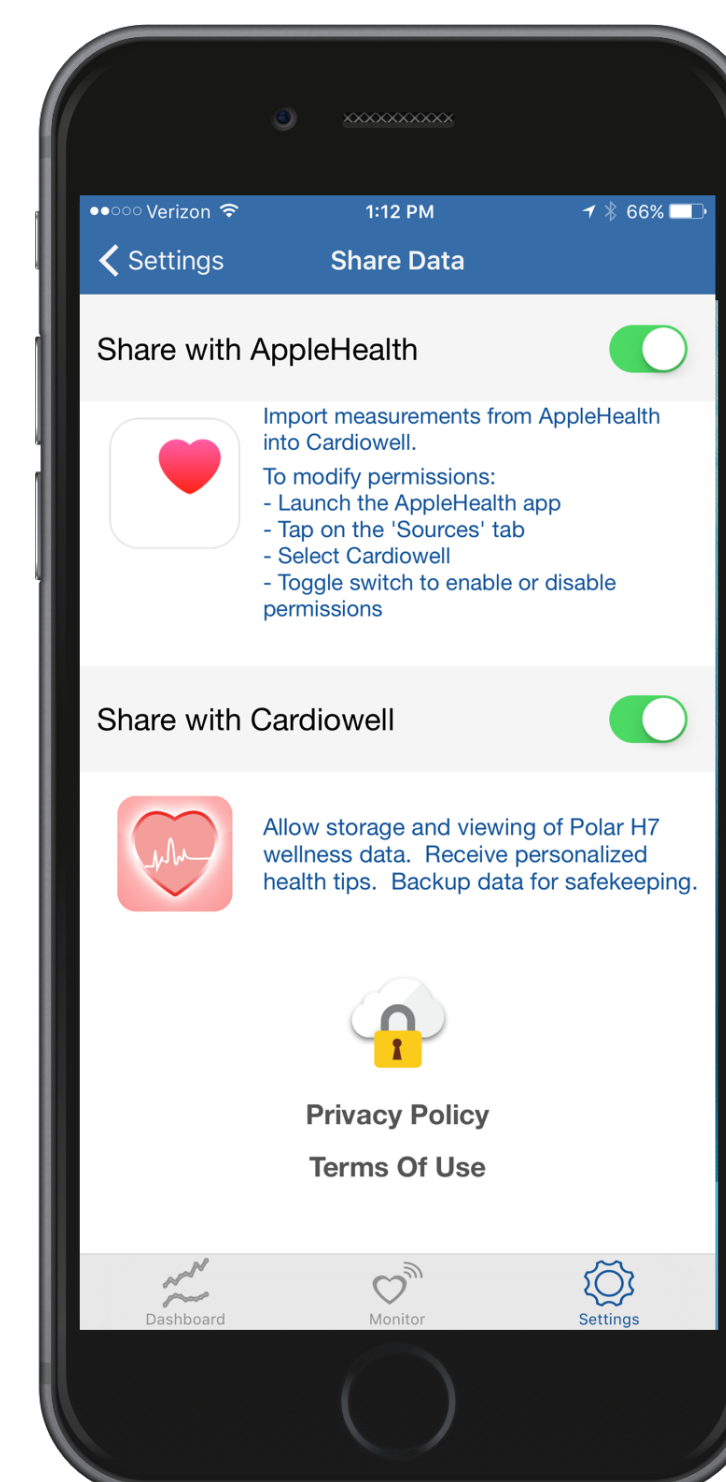 Verizon 1:12 PM 66%
Settings Share Data
Share with AppleHealth
Import measurements from AppleHealth
into Cardiowell.
To modify permissions:
- Launch the AppleHealth app
- Tap on the 'Sources' tab
- Select Cardiowell
- Toggle switch to enable or disable
permissions
Share with Cardiowell
Allow storage and viewing of Polar H7
wellness data.  Receive personalized
health tips.  Backup data for safekeeping.
Privacy Policy
Terms Of Use
Dashboard Monitor Settings